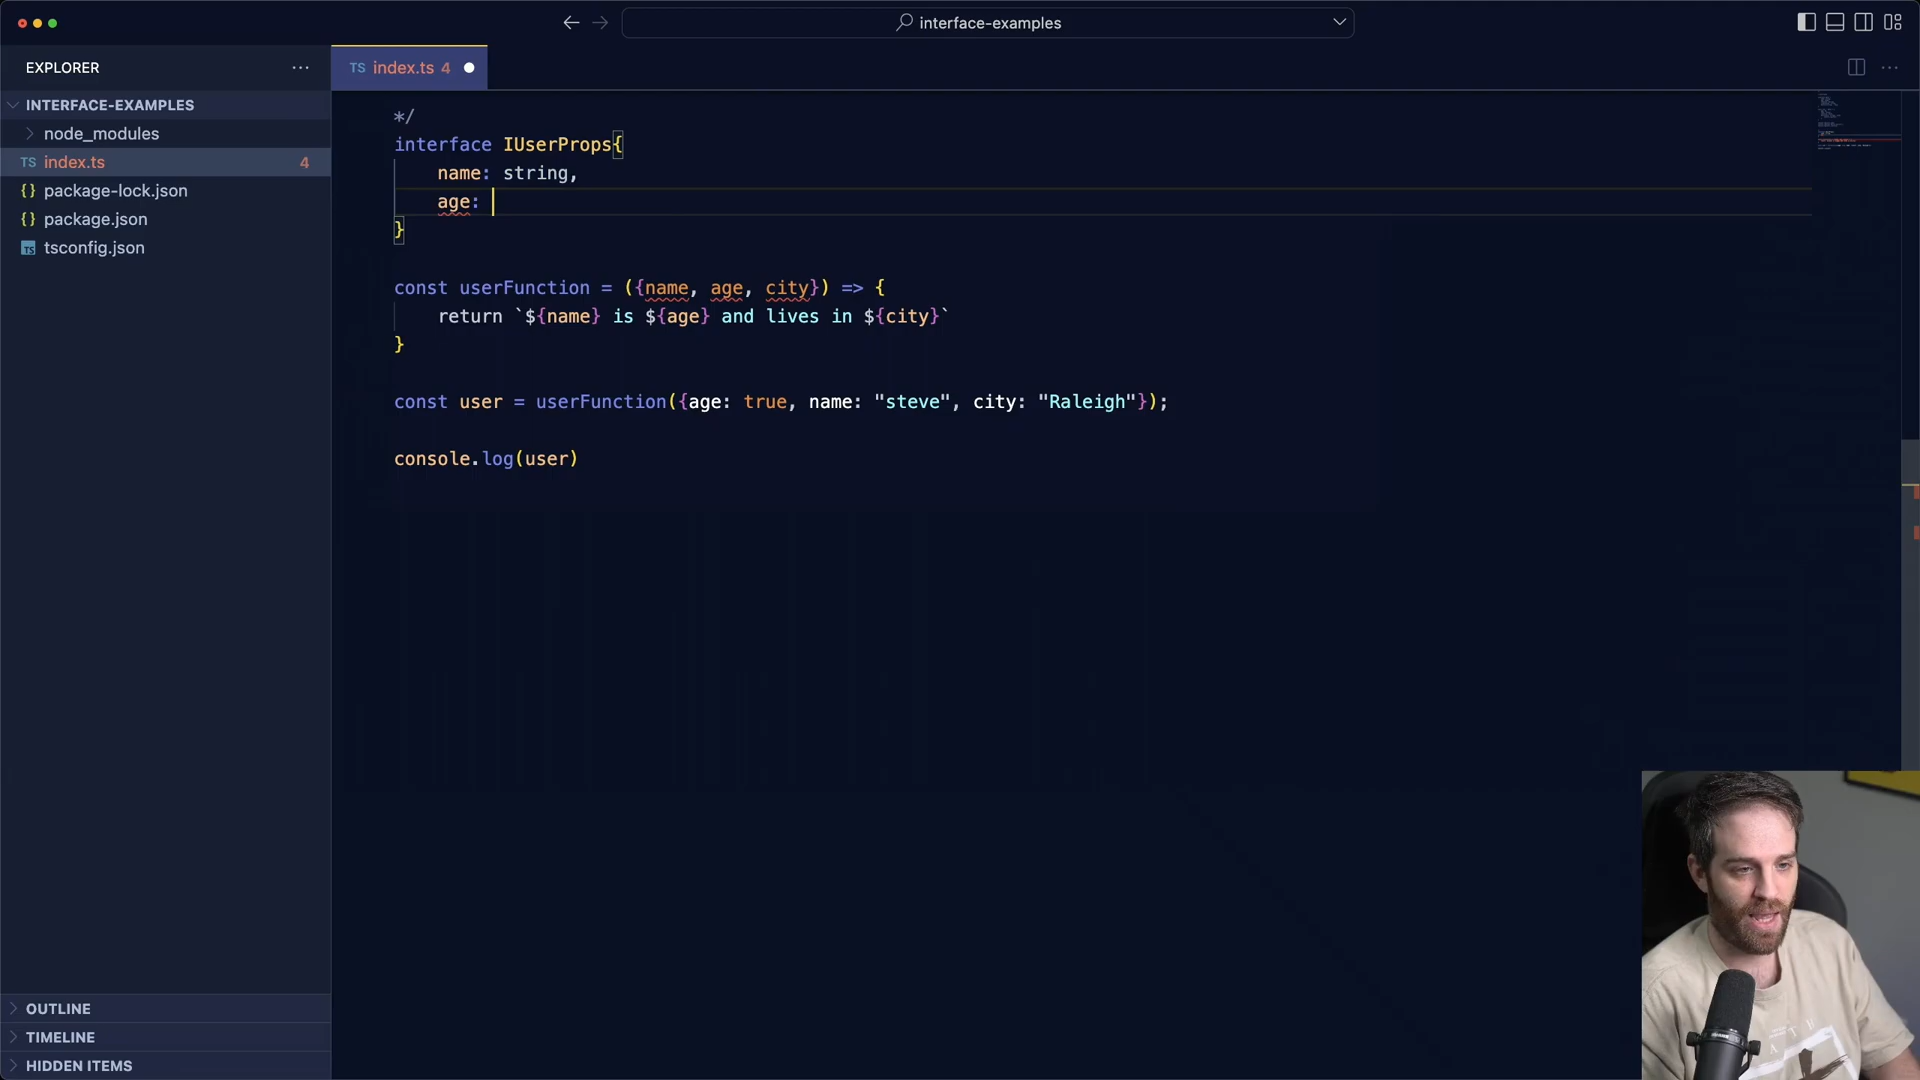 interface-examples
EXPLORER
TS index.ts 4
INTERFACE-EXAMPLES
node_modules
TS index.ts 4
{} package-lock.json
{} package.json
TS tsconfig.json
*/
interface IUserProps{
name: string,
age:
}
const userFunction = ({name, age, city}) => {
return `${name} is ${age} and lives in ${city}`
}
const user = userFunction({age: true, name: "steve", city: "Raleigh"});
console.log(user)
OUTLINE
TIMELINE
HIDDEN ITEMS